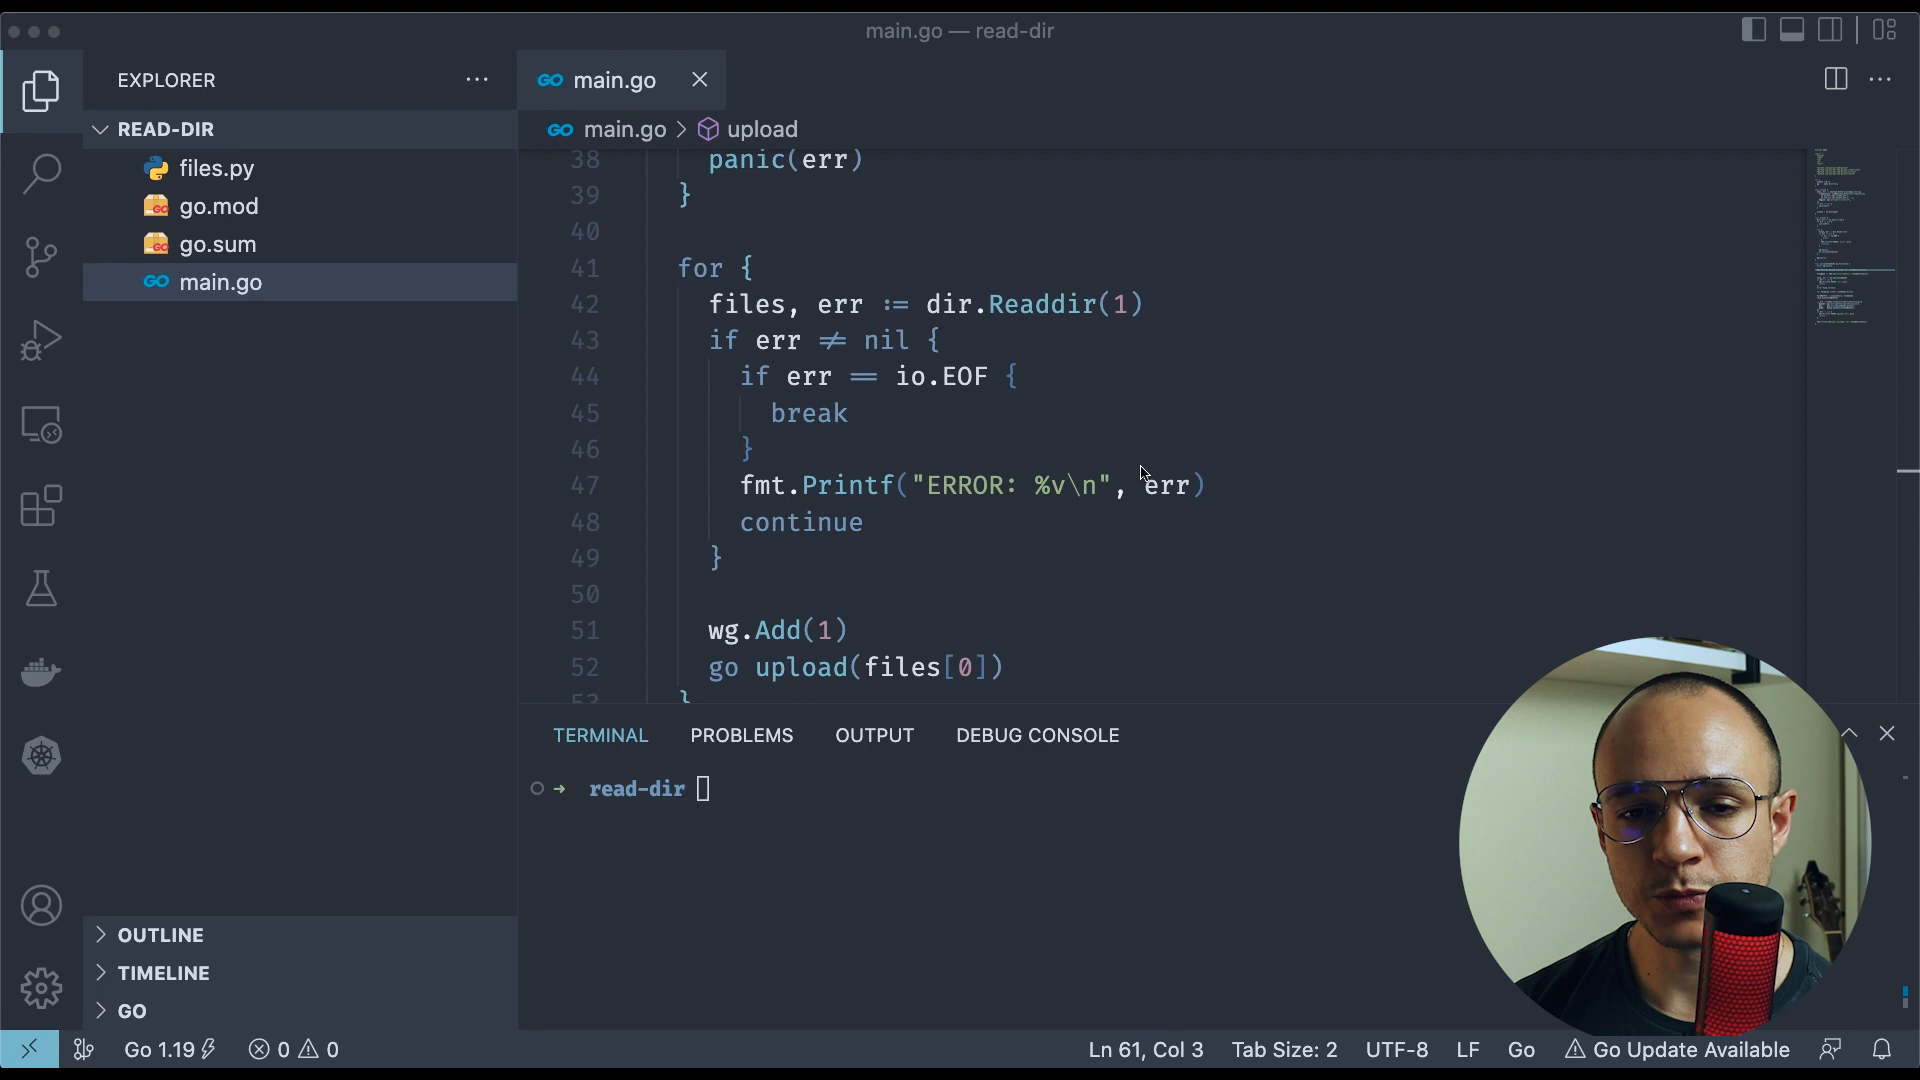 main.go — read-dir
EXPLORER
READ-DIR
files.py
go.mod
go.sum
main.go
OUTLINE
TIMELINE
GO
main.go
main.go > upload
38 panic(err)
39 }
40
41 for {
42 files, err := dir.Readdir(1)
43 if err != nil {
44 if err == io.EOF {
45 break
46 }
47 fmt.Printf("ERROR: %v\n", err)
48 continue
49 }
50
51 wg.Add(1)
52 go upload(files[0])
53 }
TERMINAL PROBLEMS OUTPUT DEBUG CONSOLE
➜ read-dir
Go 1.19 0 0 Ln 61, Col 3 Tab Size: 2 UTF-8 LF Go Go Update Available